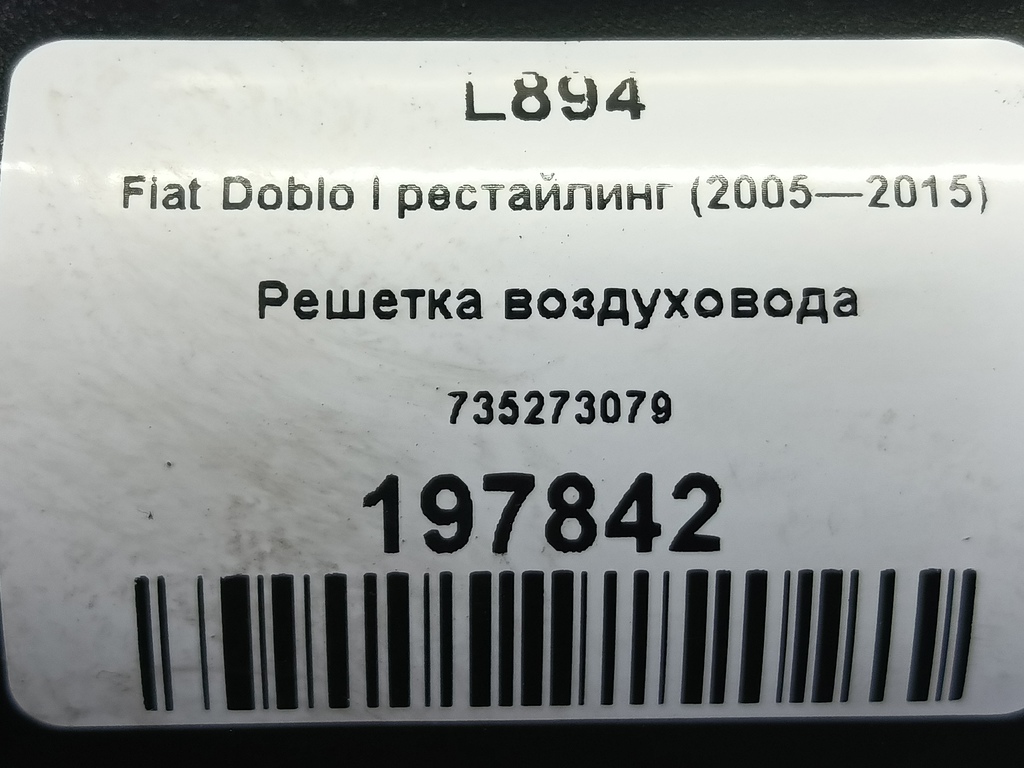 L894
Fiat Doblo I рестайлинг (2005—2015)
Решетка воздуховода
735273079
197842